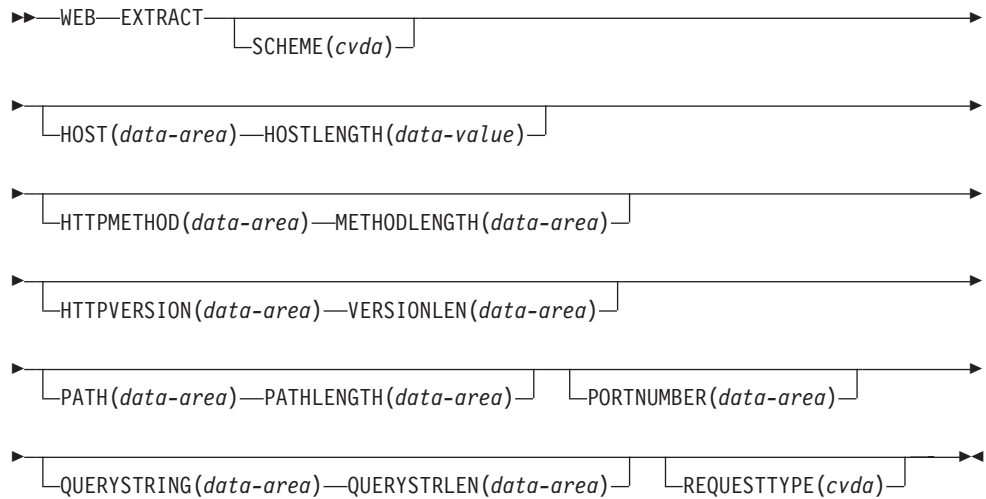 WEB EXTRACT
SCHEME(cvda)
HOST(data-area) HOSTLENGTH(data-value)
HTTPMETHOD(data-area) METHODLENGTH(data-area)
HTTPVERSION(data-area) VERSIONLEN(data-area)
PATH(data-area) PATHLENGTH(data-area) PORTNUMBER(data-area)
QUERYSTRING(data-area) QUERYSTRLEN(data-area) REQUESTTYPE(cvda)